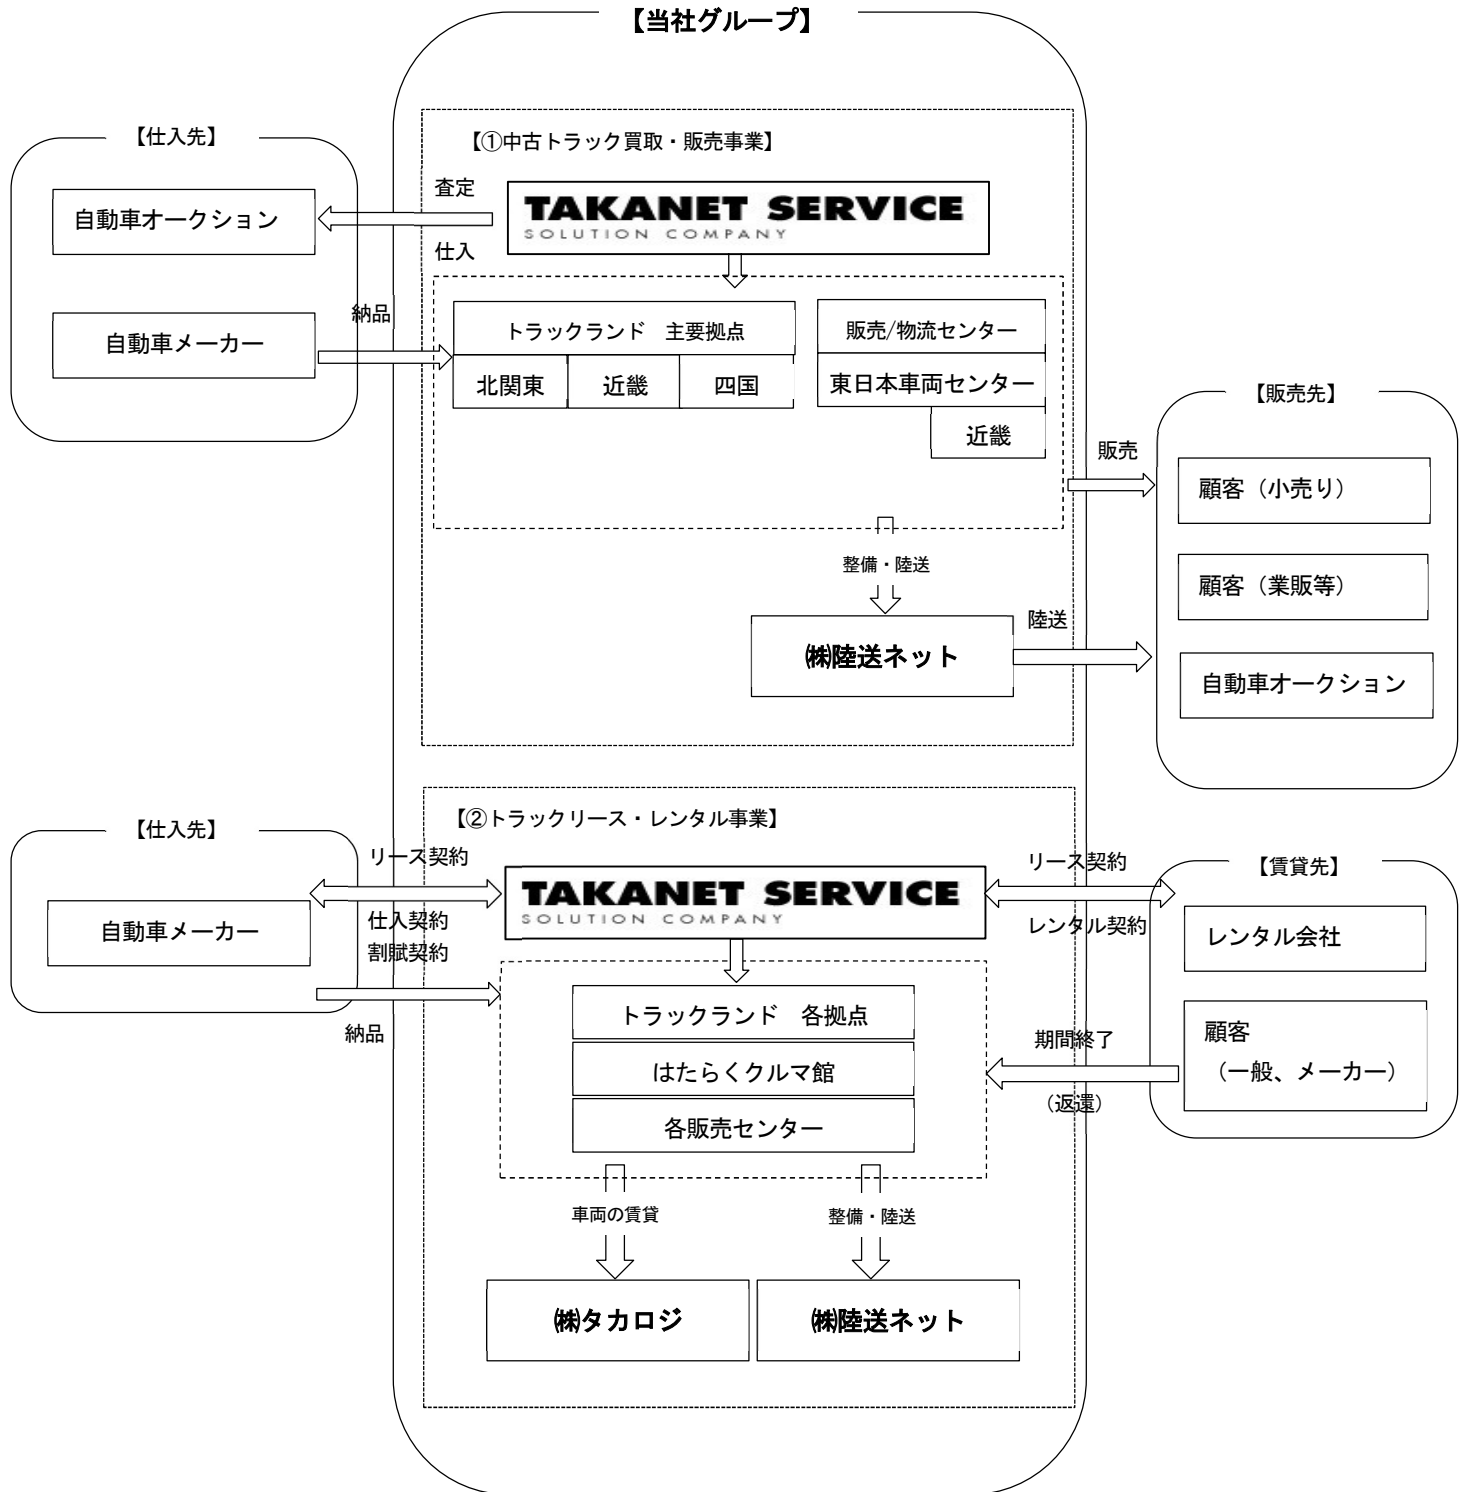 【当社グループ】
【①中古トラック買取・販売事業】
【仕入先】
自動車オークション
自動車メーカー
査定
仕入
納品
TAKANET SERVICE
SOLUTION COMPANY
トラックランド 主要拠点
北関東
近畿
四国
販売/物流センター
東日本車両センター
近畿
販売
【販売先】
顧客（小売り）
顧客（業販等）
自動車オークション
整備・陸送
㈱陸送ネット
陸送
【②トラックリース・レンタル事業】
【仕入先】
自動車メーカー
リース契約
仕入契約
割賦契約
納品
TAKANET SERVICE
SOLUTION COMPANY
リース契約
レンタル契約
【賃貸先】
レンタル会社
顧客
（一般、メーカー）
トラックランド 各拠点
はたらくクルマ館
各販売センター
期間終了
（返還）
車両の賃貸
整備・陸送
㈱タカロジ
㈱陸送ネット